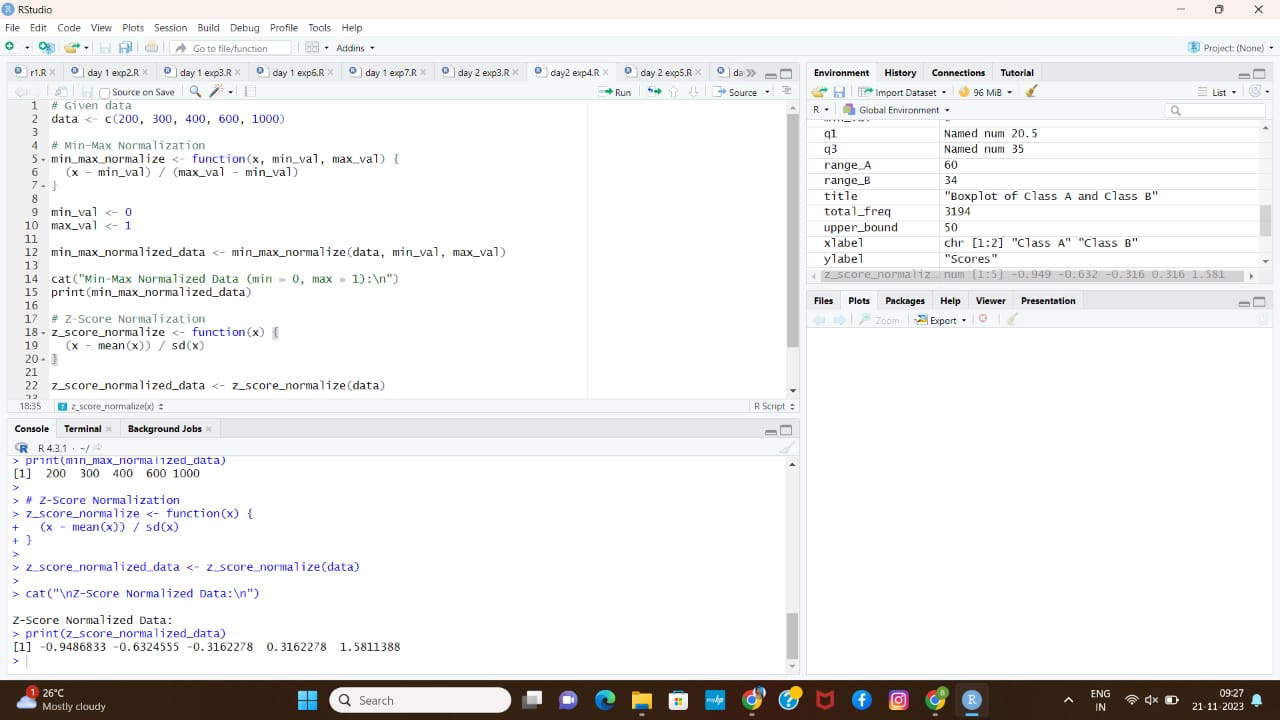 RStudio
File Edit Code View Plots Session Build Debug Profile Tools Help
Go to file/function Addins Project: (None)
r1.R day 1 exp2.R day 1 exp3.R day 1 exp6.R day 1 exp7.R day 2 exp3.R day2 exp4.R day 2 exp5.R da
Source on Save Run Source
1 # Given data
2 data <- c(200, 300, 400, 600, 1000)
3
4 # Min-Max Normalization
5 min_max_normalize <- function(x, min_val, max_val) {
6 (x - min_val) / (max_val - min_val)
7 }
8
9 min_val <- 0
10 max_val <- 1
11
12 min_max_normalized_data <- min_max_normalize(data, min_val, max_val)
13
14 cat("Min-Max Normalized Data (min = 0, max = 1):\n")
15 print(min_max_normalized_data)
16
17 # Z-Score Normalization
18 z_score_normalize <- function(x) {
19 (x - mean(x)) / sd(x)
20 }
21
22 z_score_normalized_data <- z_score_normalize(data)
18:35 z_score_normalize(x) R Script
Console Terminal Background Jobs
R 4.3.1 · ~/
> print(min_max_normalized_data)
[1] 200 300 400 600 1000
>
> # Z-Score Normalization
> z_score_normalize <- function(x) {
+ (x - mean(x)) / sd(x)
+ }
>
> z_score_normalized_data <- z_score_normalize(data)
>
> cat("\nZ-Score Normalized Data:\n")
Z-Score Normalized Data:
> print(z_score_normalized_data)
[1] -0.9486833 -0.6324555 -0.3162278 0.3162278 1.5811388
>
Environment History Connections Tutorial
Import Dataset 96 MiB List
R Global Environment
q1 Named num 20.5
q3 Named num 35
range_A 60
range_B 34
title "Boxplot of Class A and Class B"
total_freq 3194
upper_bound 50
xlabel chr [1:2] "Class A" "Class B"
ylabel "Scores"
z_score_normaliz… num [1:5] -0.949 -0.632 -0.316 0.316 1.581
Files Plots Packages Help Viewer Presentation
Zoom Export
1 26°C
Mostly cloudy
Search
ENG
IN
09:27
21-11-2023